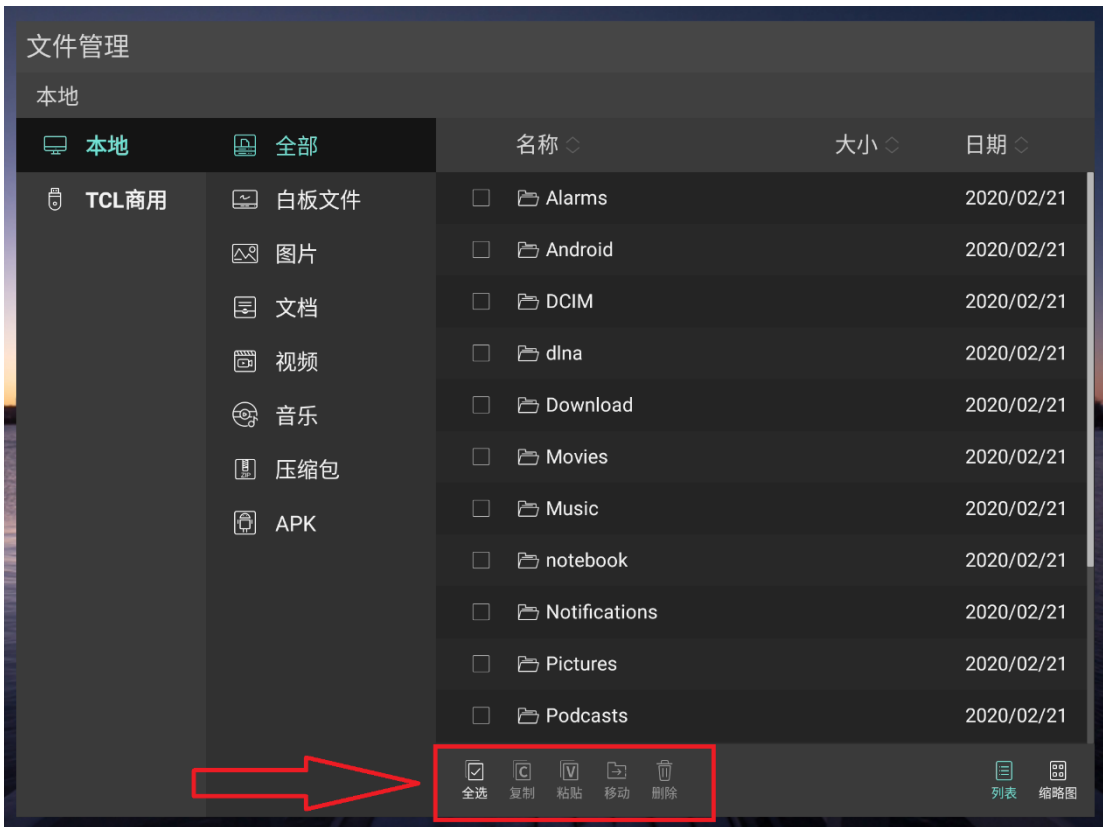 文件管理
本地
本地
TCL商用
全部
白板文件
图片
文档
视频
音乐
压缩包
ZIP
APK
名称 大小 日期
Alarms 2020/02/21
Android 2020/02/21
DCIM 2020/02/21
dlna 2020/02/21
Download 2020/02/21
Movies 2020/02/21
Music 2020/02/21
notebook 2020/02/21
Notifications 2020/02/21
Pictures 2020/02/21
Podcasts 2020/02/21
C V
全选 复制 粘贴 移动 删除 列表 缩略图